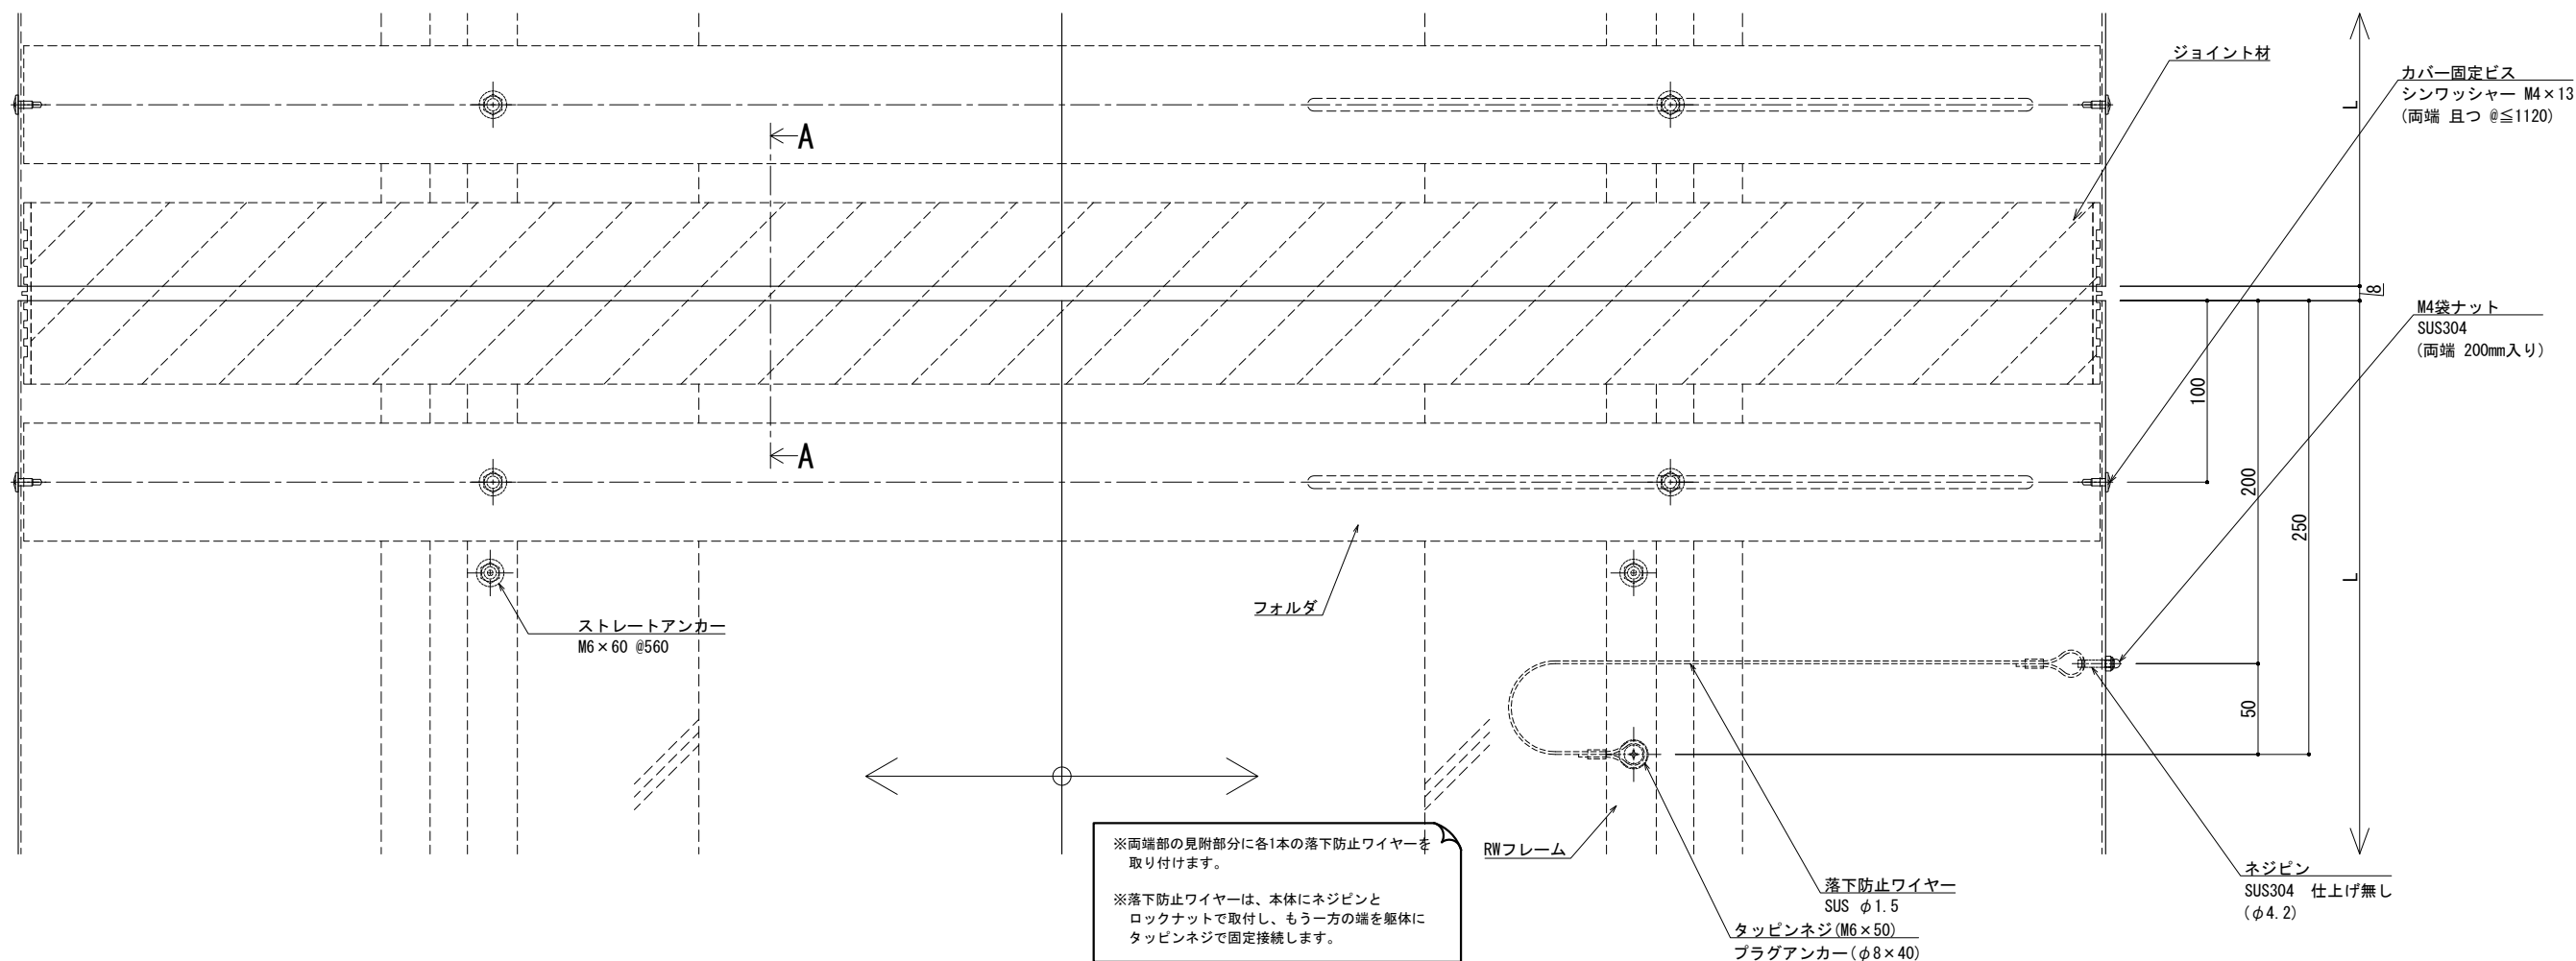 ジョイント材
カバー固定ビス
シンワッシャー M4×13
(両端 且つ @≦1120)
L
A
8
M4袋ナット
SUS304
(両端 200mm入り)
100
A
200
250
L
フォルダ
ストレートアンカー
M6×60 @560
50
※両端部の見附部分に各1本の落下防止ワイヤーを
取り付けます。
※落下防止ワイヤーは、本体にネジピンと
ロックナットで取付し、もう一方の端を躯体に
タッピンネジで固定接続します。
RWフレーム
落下防止ワイヤー
SUS φ1.5
タッピンネジ(M6×50)
プラグアンカー(φ8×40)
ネジピン
SUS304 仕上げ無し
(φ4.2)